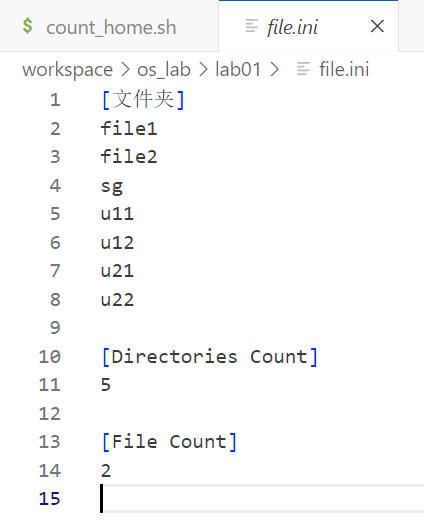 $ count_home.sh file.ini ×
workspace > os_lab > lab01 > file.ini
1 [文件夹]
2 file1
3 file2
4 sg
5 u11
6 u12
7 u21
8 u22
9
10 [Directories Count]
11 5
12
13 [File Count]
14 2
15